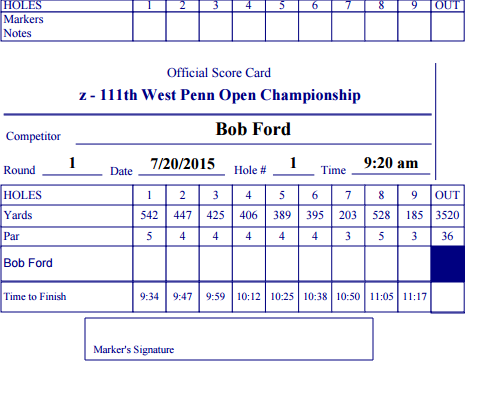 HOLES 1 2 3 4 5 6 7 8 9 OUT
Markers
Notes
Official Score Card
z - 111th West Penn Open Championship
Competitor Bob Ford
Round 1 Date 7/20/2015 Hole # 1 Time 9:20 am
HOLES 1 2 3 4 5 6 7 8 9 OUT
Yards 542 447 425 406 389 395 203 528 185 3520
Par 5 4 4 4 4 4 3 5 3 36
Bob Ford
Time to Finish 9:34 9:47 9:59 10:12 10:25 10:38 10:50 11:05 11:17
Marker's Signature